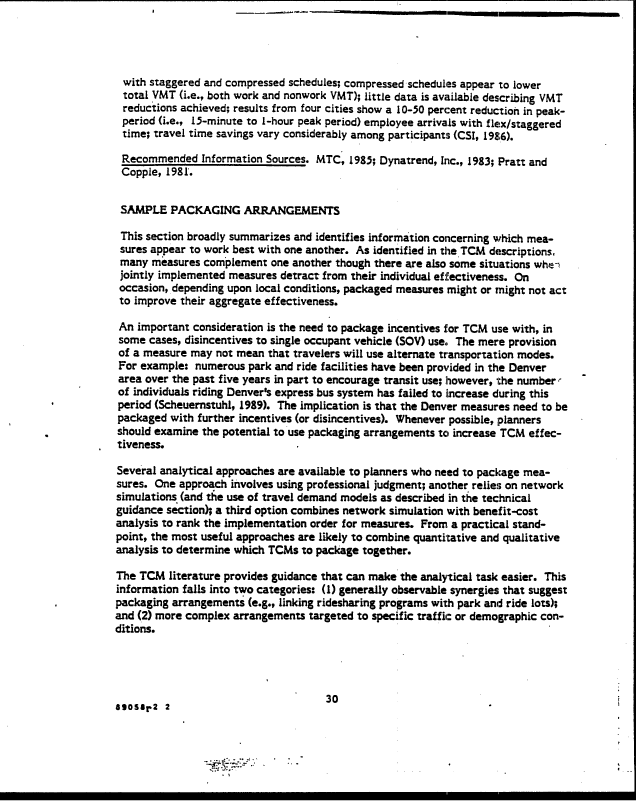 with staggered and compressed schedules; compressed schedules appear to lower
total VMT (i.e., both work and nonwork VMT); little data is available describing VMT
reductions achieved; results from four cities show a 10-50 percent reduction in peak-
period (i.e., 15-minute to 1-hour peak period) employee arrivals with flex/staggered
time; travel time savings vary considerably among participants (CSI, 1986).
Recommended Information Sources. MTC, 1985; Dynatrend, Inc., 1983; Pratt and
Copple, 1981.
SAMPLE PACKAGING ARRANGEMENTS
This section broadly summarizes and identifies information concerning which mea-
sures appear to work best with one another. As identified in the TCM descriptions,
many measures complement one another though there are also some situations when
jointly implemented measures detract from their individual effectiveness. On
occasion, depending upon local conditions, packaged measures might or might not act
to improve their aggregate effectiveness.
An important consideration is the need to package incentives for TCM use with, in
some cases, disincentives to single occupant vehicle (SOV) use. The mere provision
of a measure may not mean that travelers will use alternate transportation modes.
For example: numerous park and ride facilities have been provided in the Denver
area over the past five years in part to encourage transit use; however, the number
of individuals riding Denver's express bus system has failed to increase during this
period (Scheuernstuhl, 1989). The implication is that the Denver measures need to be
packaged with further incentives (or disincentives). Whenever possible, planners
should examine the potential to use packaging arrangements to increase TCM effec-
tiveness.
Several analytical approaches are available to planners who need to package mea-
sures. One approach involves using professional judgment; another relies on network
simulations (and the use of travel demand models as described in the technical
guidance section); a third option combines network simulation with benefit-cost
analysis to rank the implementation order for measures. From a practical stand-
point, the most useful approaches are likely to combine quantitative and qualitative
analysis to determine which TCMs to package together.
The TCM literature provides guidance that can make the analytical task easier. This
information falls into two categories: (1) generally observable synergies that suggest
packaging arrangements (e.g., linking ridesharing programs with park and ride lots);
and (2) more complex arrangements targeted to specific traffic or demographic con-
ditions.
30
89058r2 2